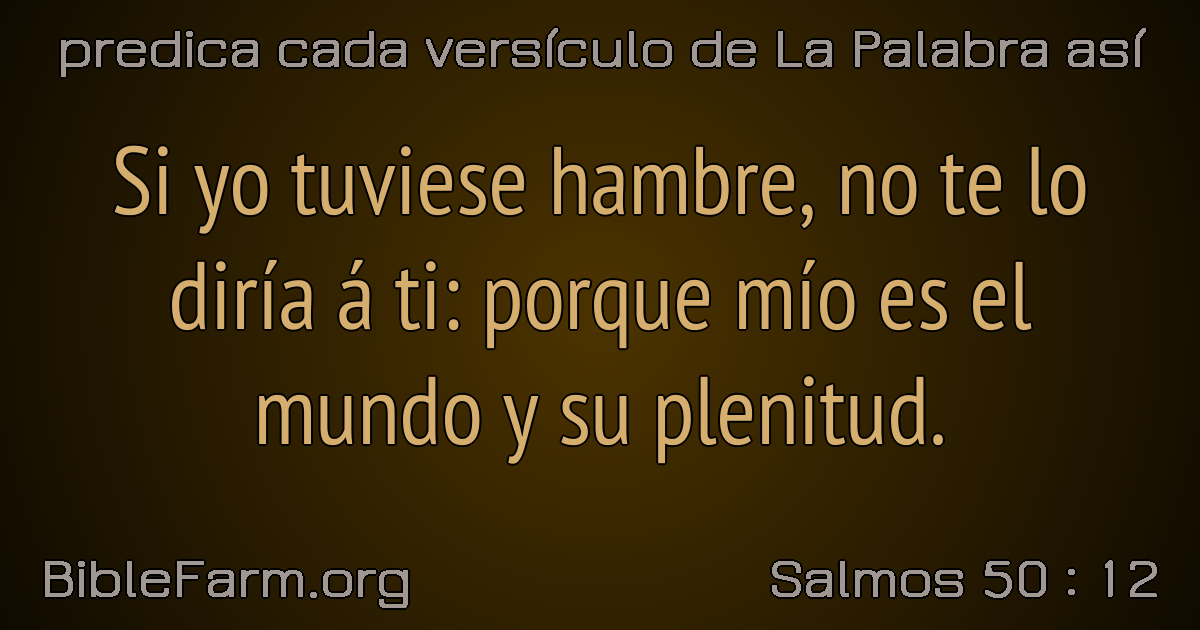 predica cada versículo de La Palabra así
Si yo tuviese hambre, no te lo
diría á ti: porque mío es el
mundo y su plenitud.
BibleFarm.org
Salmos 50 : 12